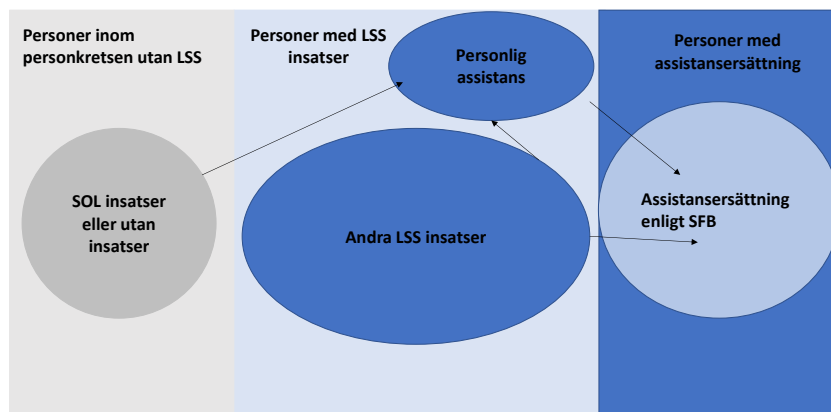 Personer inom
personkretsen utan LSS
Personer med LSS
insatser
Personlig
assistans
Personer med
assistansersättning
SOL insatser
eller utan
insatser
Andra LSS insatser
Assistansersättning
enligt SFB